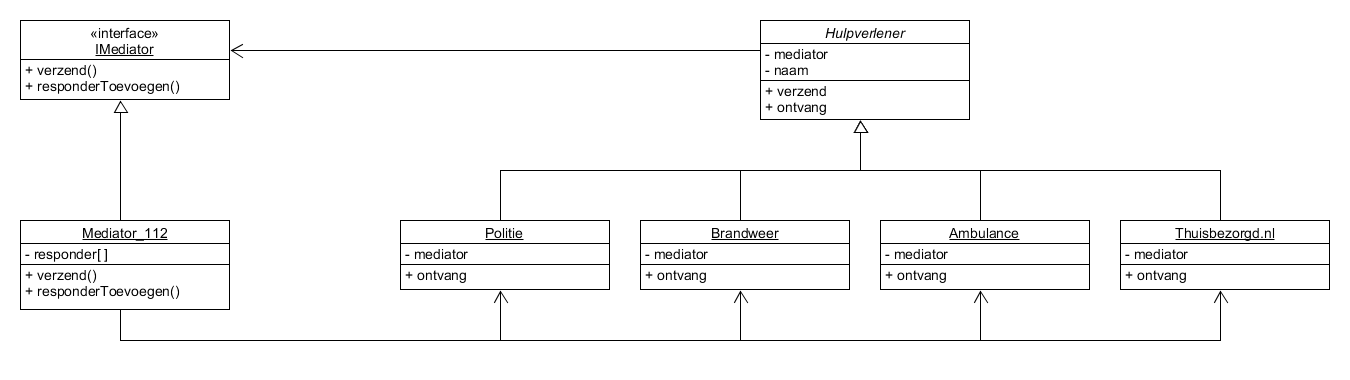 «interface»
IMediator
+ verzend()
+ responderToevoegen()
Hulpverlener
- mediator
- naam
+ verzend
+ ontvang
Mediator_112
- responder[ ]
+ verzend()
+ responderToevoegen()
Politie
- mediator
+ ontvang
Brandweer
- mediator
+ ontvang
Ambulance
- mediator
+ ontvang
Thuisbezorgd.nl
- mediator
+ ontvang